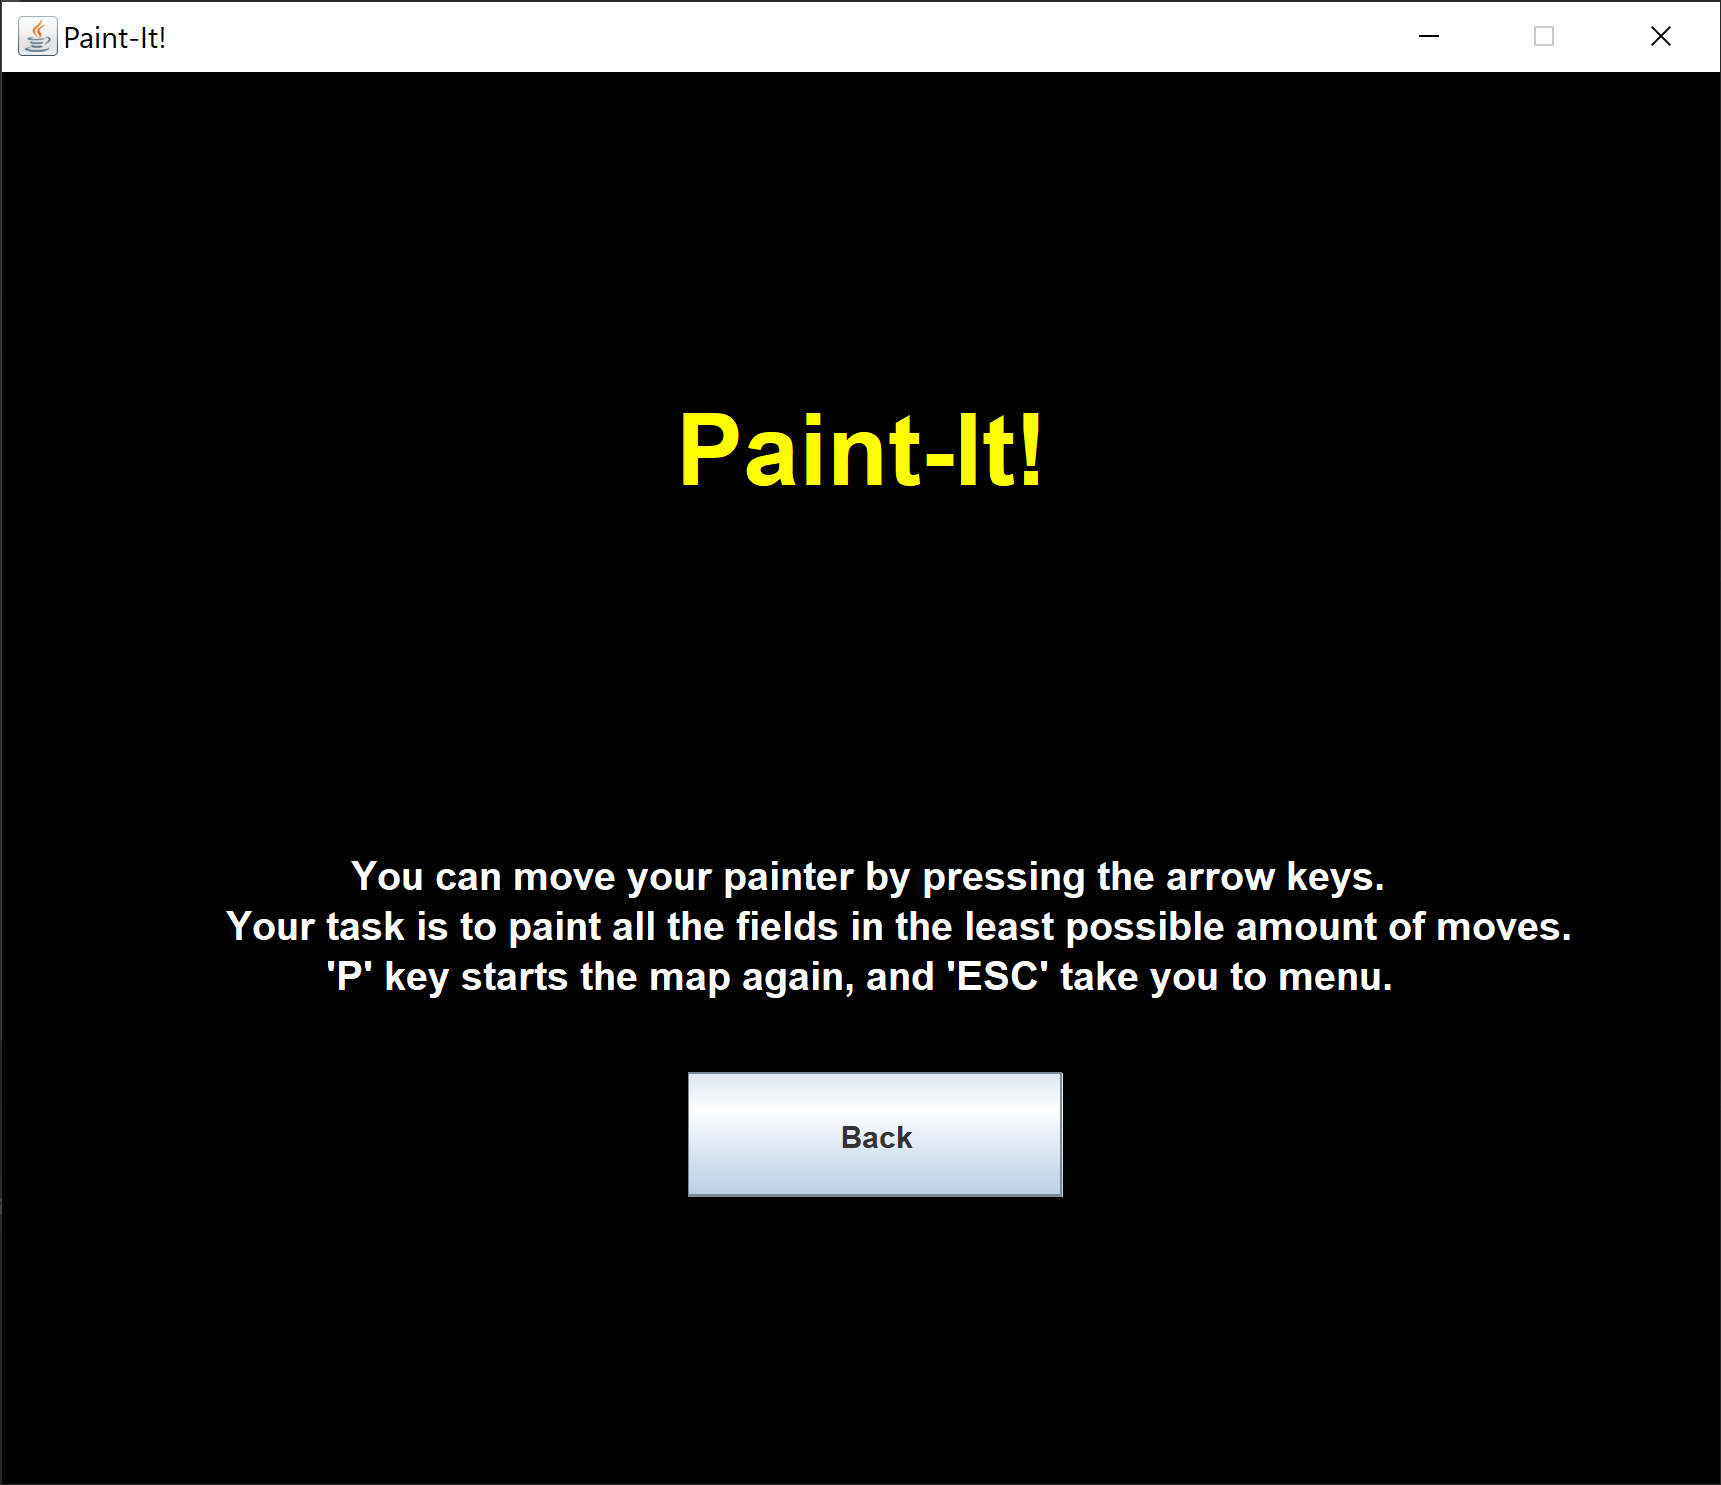 Paint-It!
Paint-It!
You can move your painter by pressing the arrow keys.
Your task is to paint all the fields in the least possible amount of moves.
'P' key starts the map again, and 'ESC' take you to menu.
Back